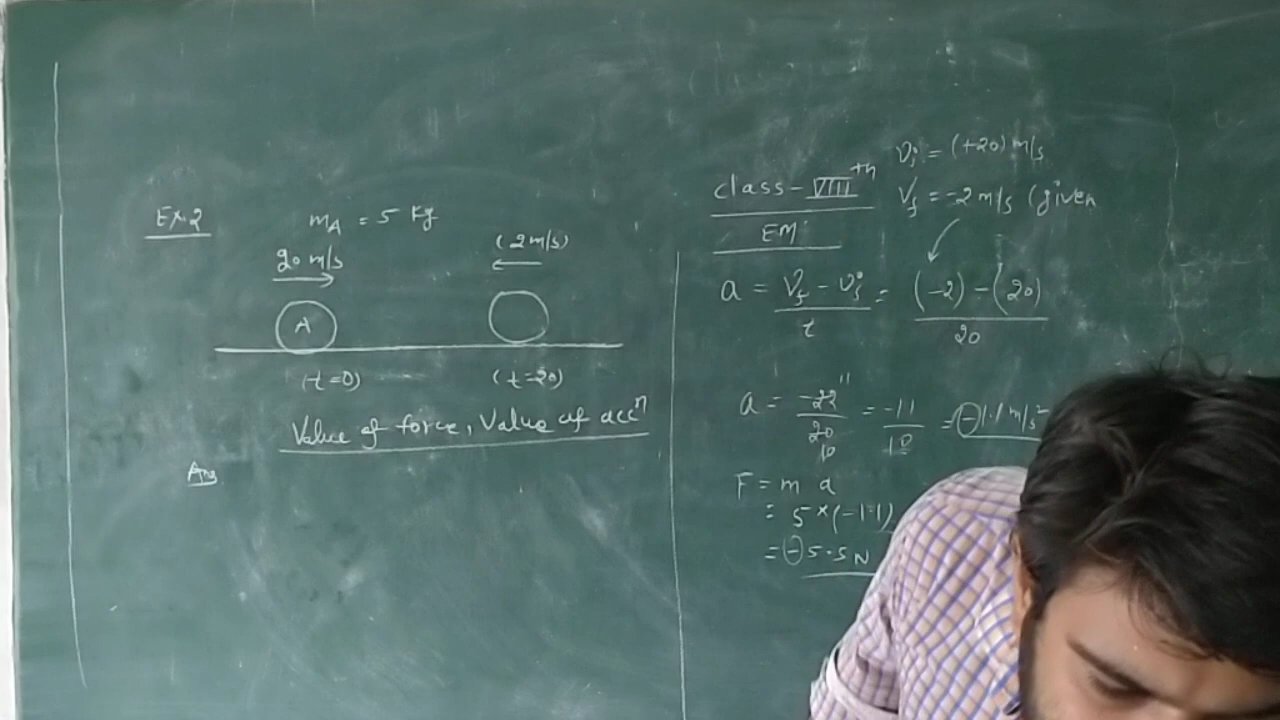 Ex.2
mA = 5 Kg
20 m/s
(2 m/s)
A
(t=0)
(t=20)
Value of force, Value of accⁿ
Ans
class-VIIIth
EM
vi = (+20) m/s
Vf = -2 m/s (given
a = Vf - vi / t = (-2) - (20) / 20
a = -22 / 20 = -11 / 10 = -1.1 m/s²
11
10
F = m a
= 5 × (-1.1)
= -5.5 N